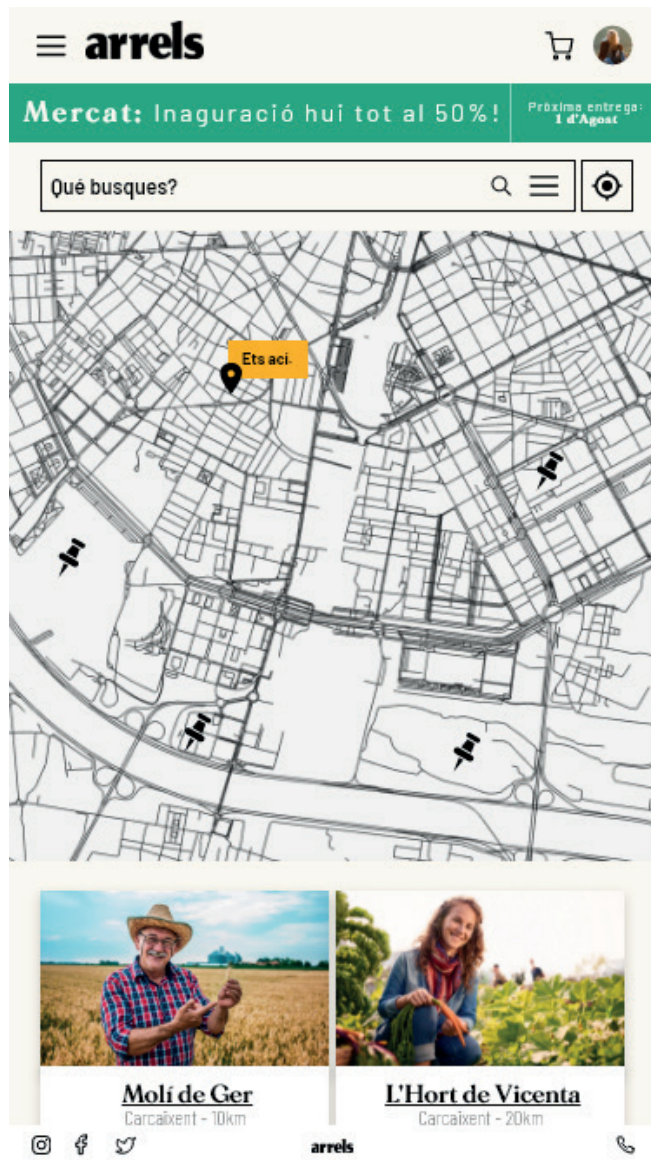 arrels
Mercat: Inaguració hui tot al 50%!
Pròxima entrega:
1 d'Agost
Qué busques?
Ets ací.
Molí de Ger
L'Hort de Vicenta
Carcaixent - 10km
Carcaixent - 20km
arrels